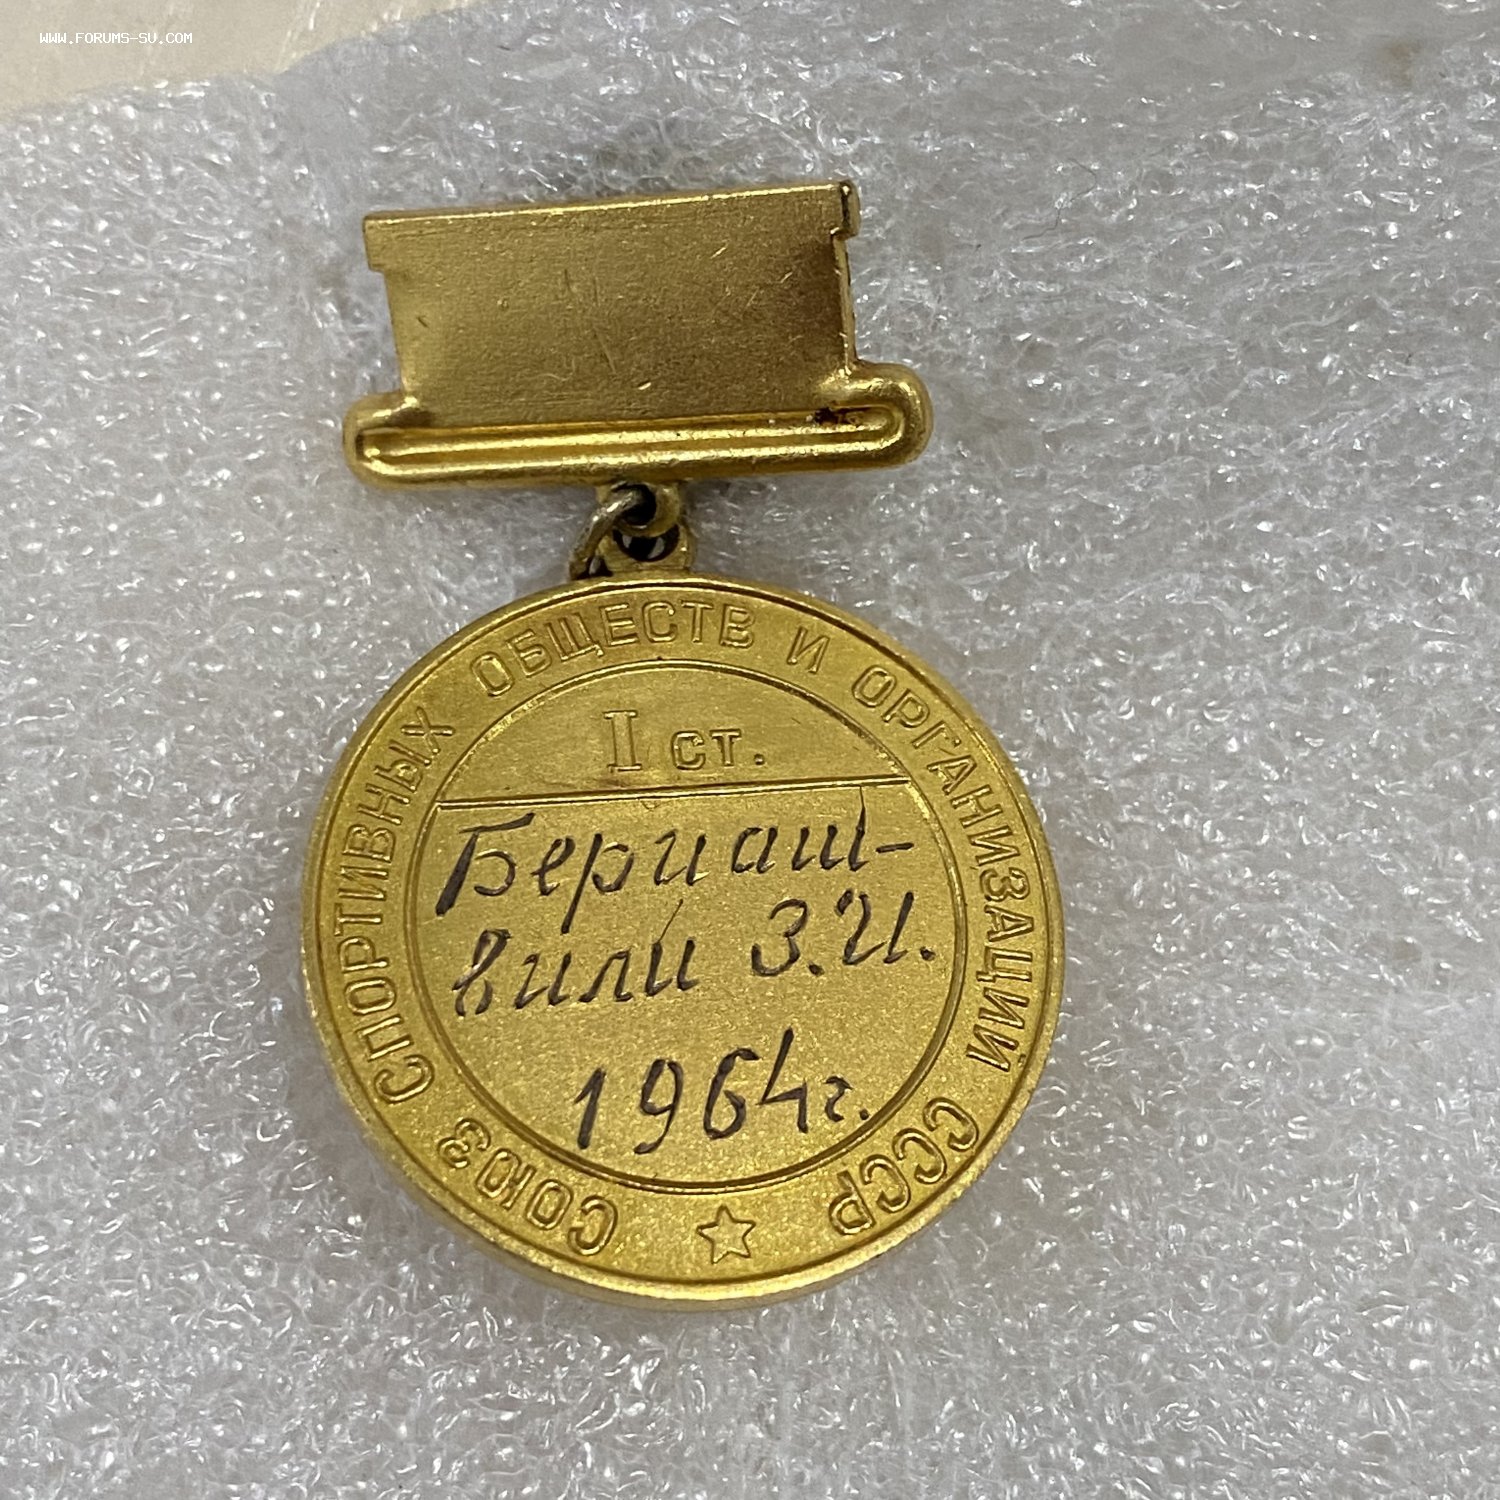 WWW.FORUMS-SU.COM
СОЮЗ СПОРТИВНЫХ ОБЩЕСТВ И ОРГАНИЗАЦИЙ СССР
I ст.
Бериаш-
вили З.И.
1964г.